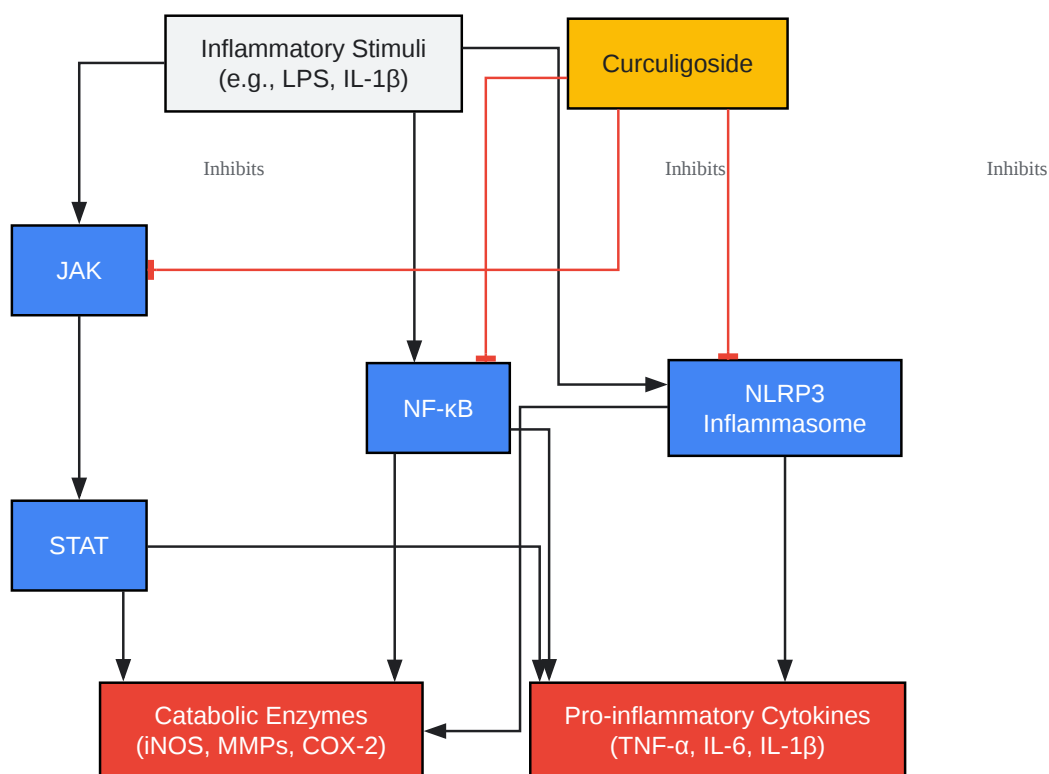 Inflammatory Stimuli
(e.g., LPS, IL-1β)
Curculigoside
Inhibits
Inhibits
Inhibits
JAK
NF-κB
NLRP3
Inflammasome
STAT
Catabolic Enzymes
(iNOS, MMPs, COX-2)
Pro-inflammatory Cytokines
(TNF-α, IL-6, IL-1β)